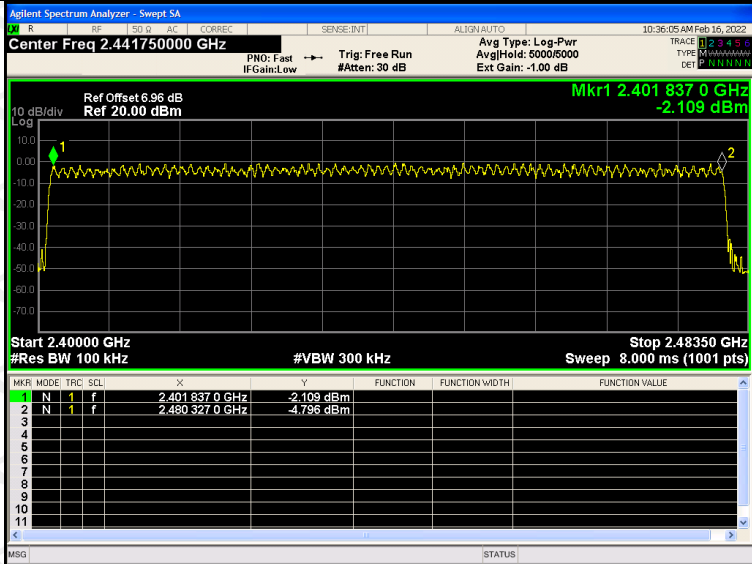 Agilent Spectrum Analyzer - Swept SA
R RF 50 Ω AC CORREC SENSE:INT ALIGN AUTO 10:36:05 AM Feb 16, 2022
Center Freq 2.441750000 GHz
PNO: Fast
IFGain:Low
Trig: Free Run
#Atten: 30 dB
Avg Type: Log-Pwr
Avg|Hold: 5000/5000
Ext Gain: -1.00 dB
TRACE 1 2 3 4 5 6
TYPE M
DET P N N N N N
Mkr1 2.401 837 0 GHz
-2.109 dBm
Ref Offset 6.96 dB
10 dB/div Ref 20.00 dBm
Log
10.0
0.00
-10.0
-20.0
-30.0
-40.0
-50.0
-60.0
-70.0
1
2
Start 2.40000 GHz Stop 2.48350 GHz
#Res BW 100 kHz #VBW 300 kHz Sweep 8.000 ms (1001 pts)
MKR MODE TRC SCL X Y FUNCTION FUNCTION WIDTH FUNCTION VALUE
1 N 1 f 2.401 837 0 GHz -2.109 dBm
2 N 1 f 2.480 327 0 GHz -4.796 dBm
3
4
5
6
7
8
9
10
11
MSG STATUS